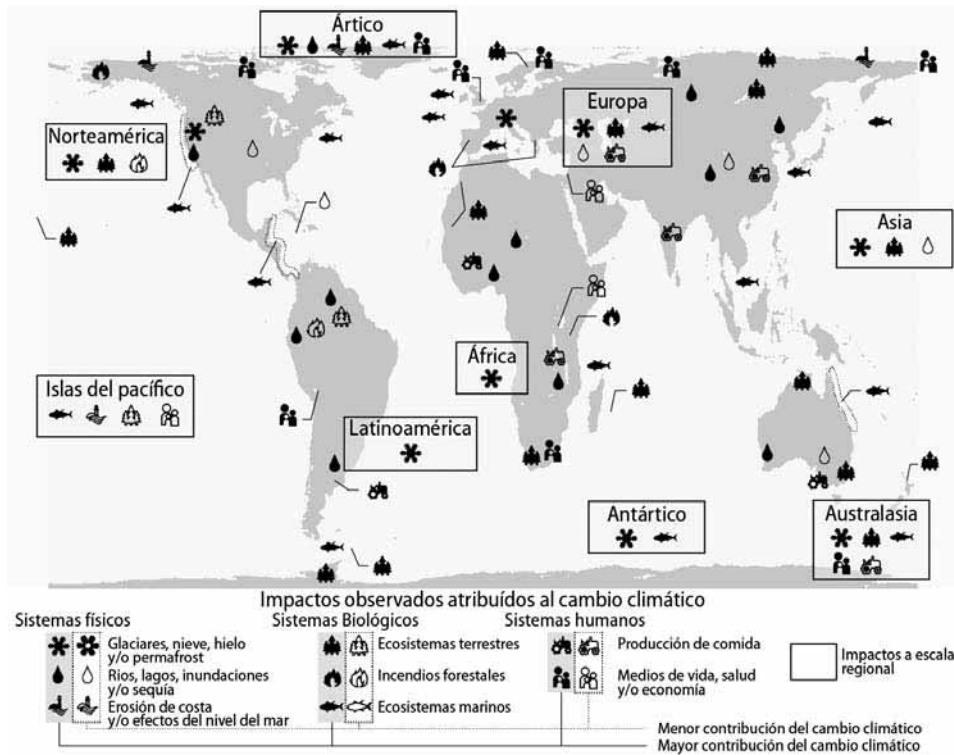 Ártico
Europa
Norteamérica
Asia
África
Islas del pacífico
Latinoamérica
Antártico
Australasia
Impactos observados atribuídos al cambio climático
Sistemas físicos
Glaciares, nieve, hielo
y/o permafrost
Rios, lagos, inundaciones
y/o sequía
Erosión de costa
y/o efectos del nivel del mar
Sistemas Biológicos
Ecosistemas terrestres
Incendios forestales
Ecosistemas marinos
Sistemas humanos
Producción de comida
Medios de vida, salud
y/o economía
Impactos a escala
regional
Menor contribución del cambio climático
Mayor contribución del cambio climático